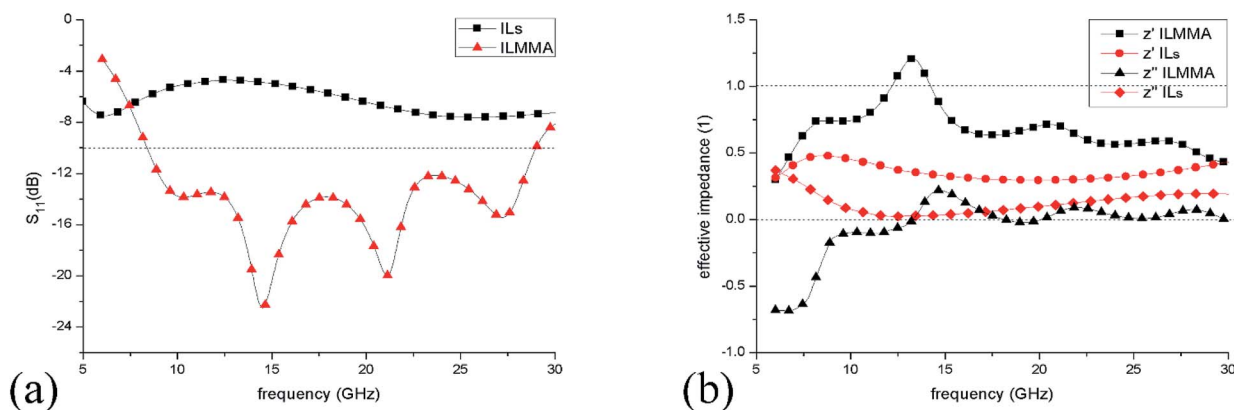 0
-4
-8
-12
-16
-20
-24
S₁₁(dB)
5
10
15
20
25
30
frequency (GHz)
ILs
ILMMA
(a)
1.5
1.0
0.5
0.0
-0.5
-1.0
effective impedance (1)
5
10
15
20
25
30
frequency (GHz)
z' ILMMA
z' ILs
z'' ILMMA
z'' ILs
(b)